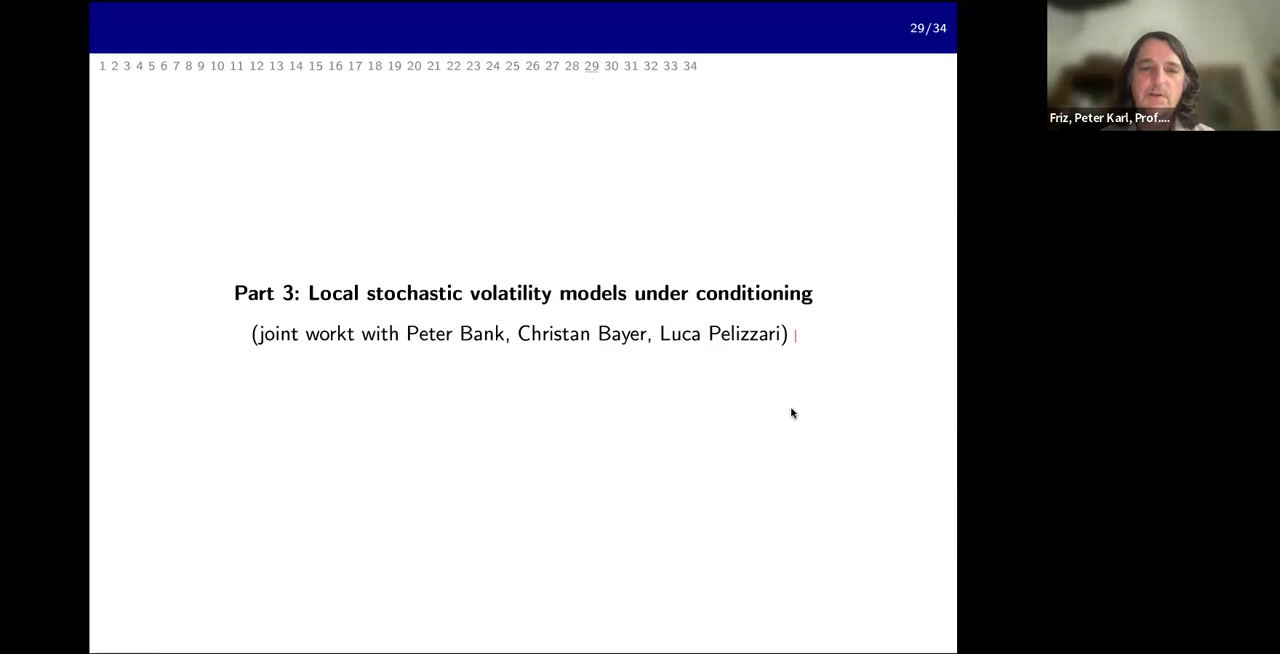 29/34
1 2 3 4 5 6 7 8 9 10 11 12 13 14 15 16 17 18 19 20 21 22 23 24 25 26 27 28 29 30 31 32 33 34
Part 3: Local stochastic volatility models under conditioning
(joint workt with Peter Bank, Christan Bayer, Luca Pelizzari)
Friz, Peter Karl, Prof....